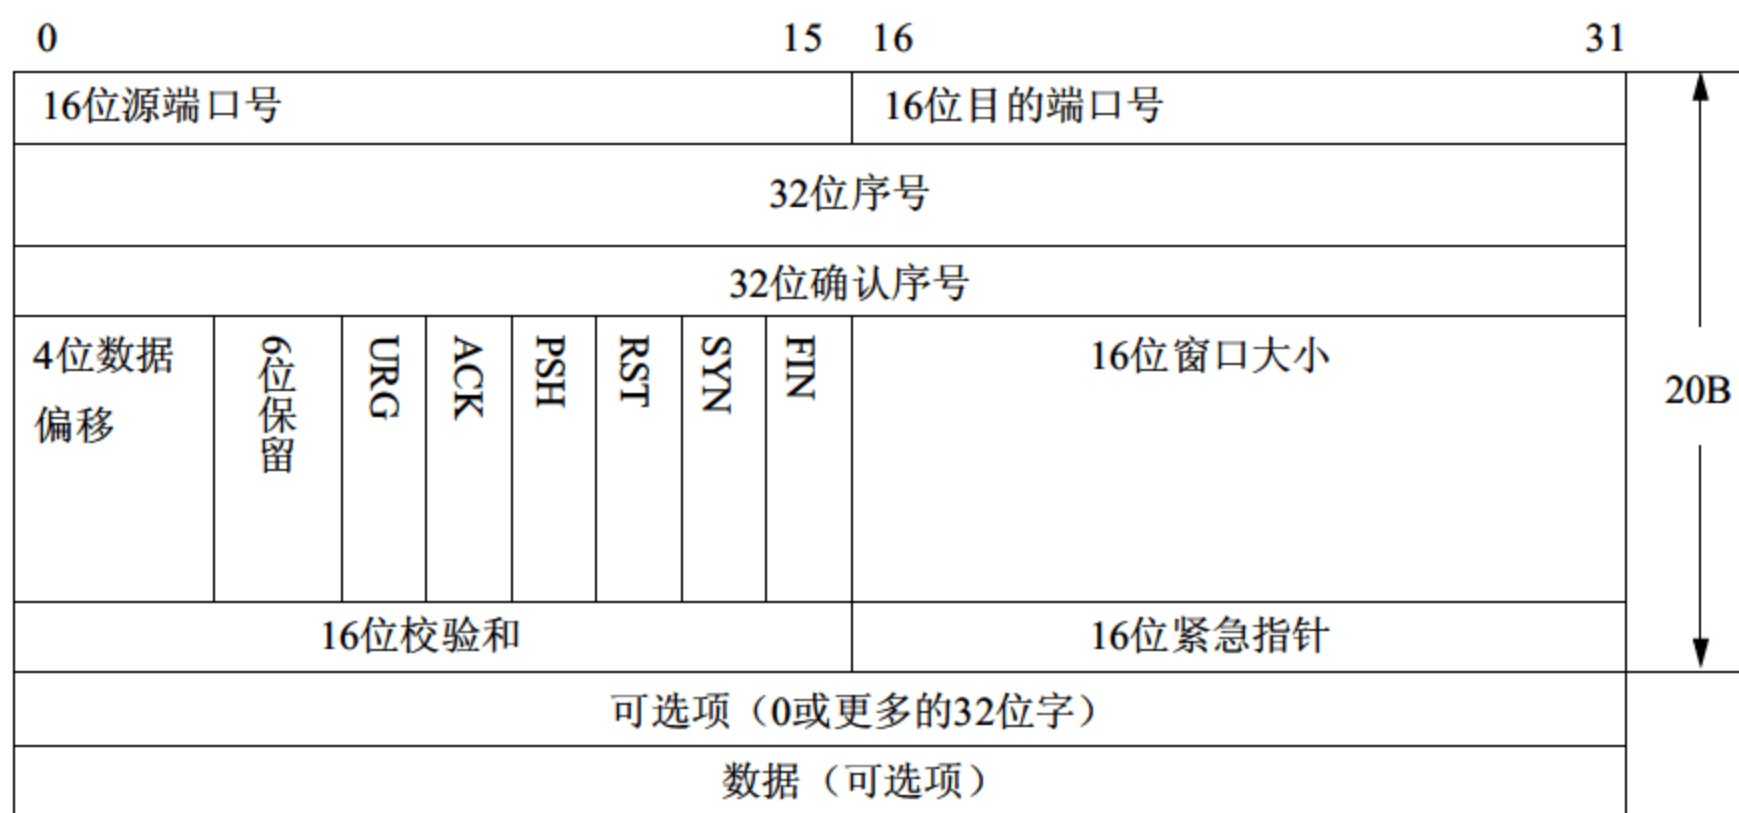 0 15 16 31
16位源端口号 16位目的端口号
32位序号
32位确认序号
4位数据偏移 6位保留 URG ACK PSH RST SYN FIN 16位窗口大小
20B
16位校验和 16位紧急指针
可选项（0或更多的32位字）
数据（可选项）